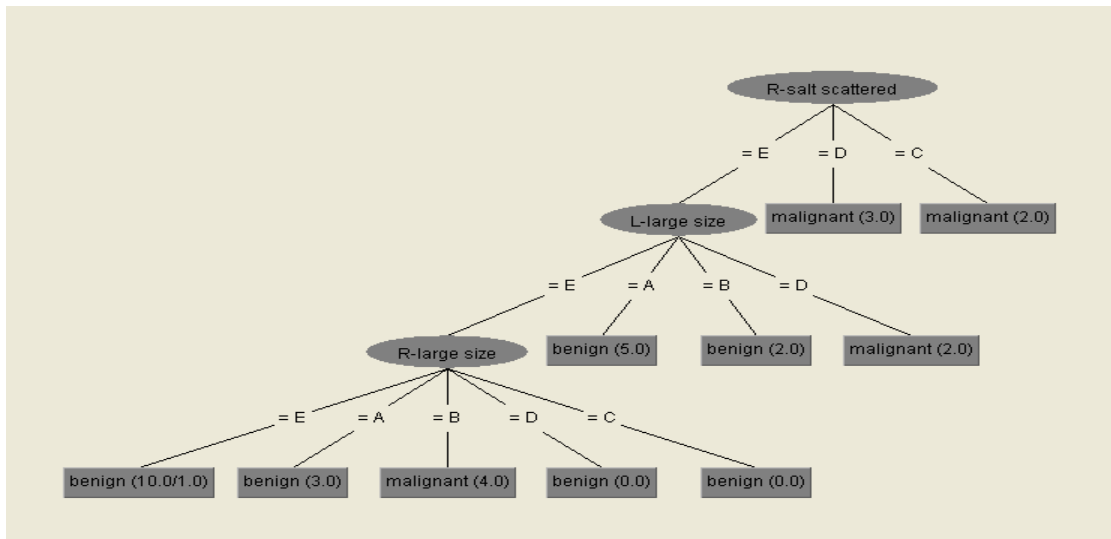 R-salt scattered
= E = D = C
L-large size malignant (3.0) malignant (2.0)
= E = A = B = D
R-large size benign (5.0) benign (2.0) malignant (2.0)
= E = A = B = D = C
benign (10.0/1.0) benign (3.0) malignant (4.0) benign (0.0) benign (0.0)